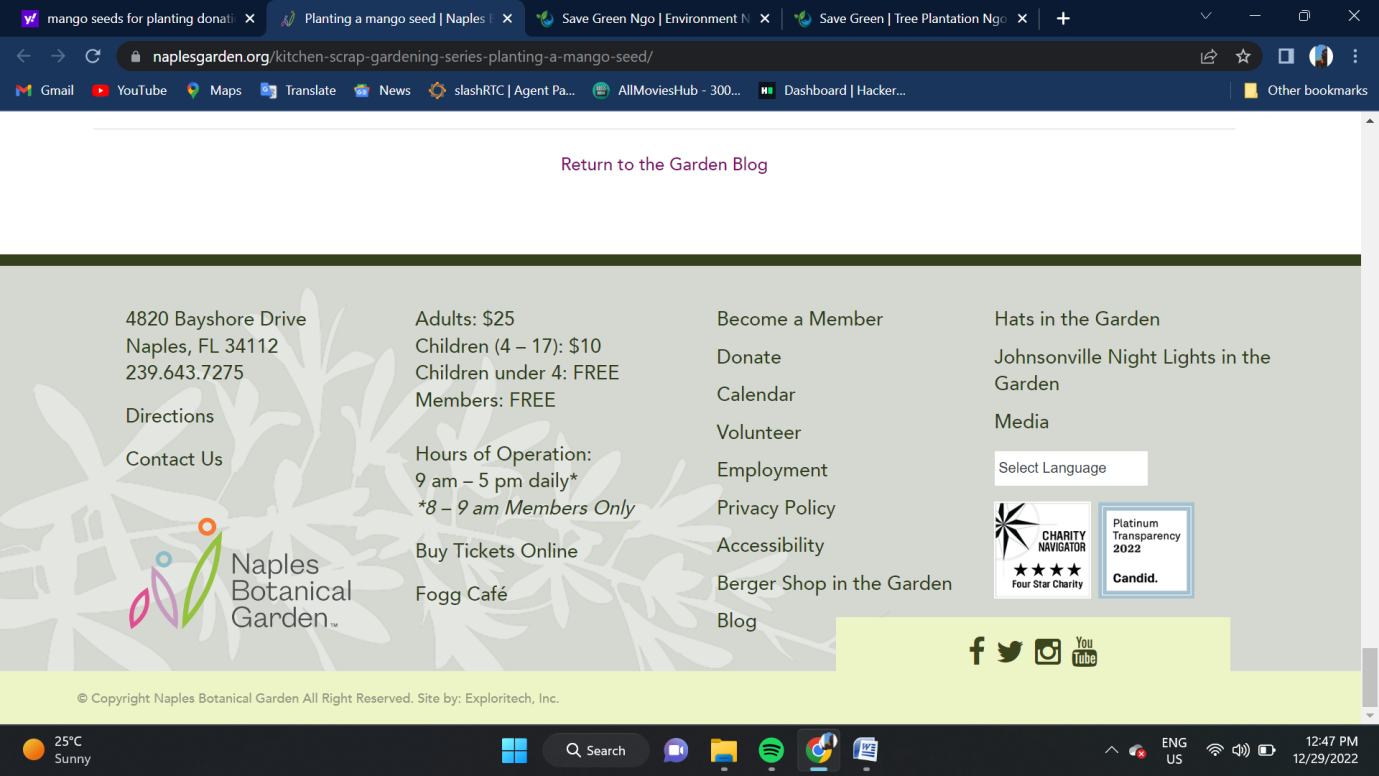 mango seeds for planting donati
Planting a mango seed | Naples B
Save Green Ngo | Environment N
Save Green | Tree Plantation Ngo
naplesgarden.org/kitchen-scrap-gardening-series-planting-a-mango-seed/
Gmail
YouTube
Maps
Translate
News
slashRTC | Agent Pa...
AllMoviesHub - 300...
Dashboard | Hacker...
Other bookmarks
Return to the Garden Blog
4820 Bayshore Drive
Naples, FL 34112
239.643.7275
Directions
Contact Us
Naples
Botanical
Garden™
Adults: $25
Children (4 – 17): $10
Children under 4: FREE
Members: FREE
Hours of Operation:
9 am – 5 pm daily*
*8 – 9 am Members Only
Buy Tickets Online
Fogg Café
Become a Member
Donate
Calendar
Volunteer
Employment
Privacy Policy
Accessibility
Berger Shop in the Garden
Blog
Hats in the Garden
Johnsonville Night Lights in the
Garden
Media
Select Language
CHARITY
NAVIGATOR
Four Star Charity
Platinum
Transparency
2022
Candid.
You
Tube
© Copyright Naples Botanical Garden All Right Reserved. Site by: Exploritech, Inc.
25°C
Sunny
Search
ENG
US
12:47 PM
12/29/2022